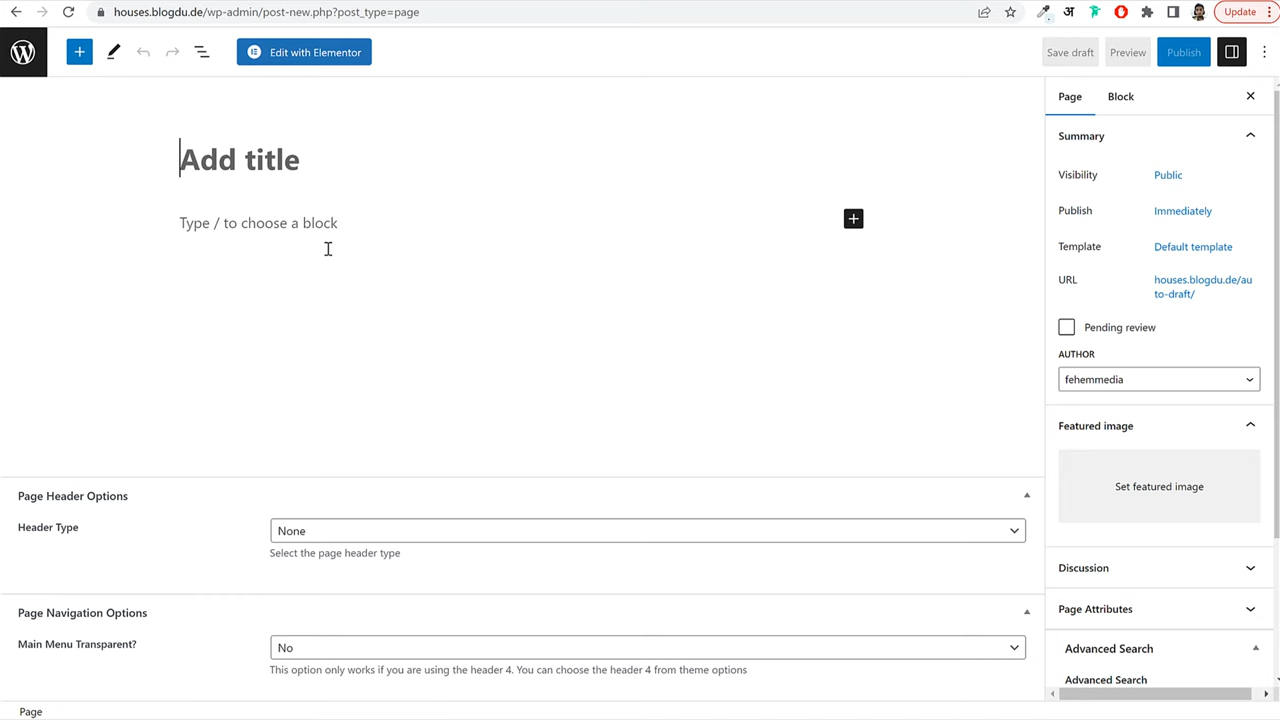 houses.blogdu.de/wp-admin/post-new.php?post_type=page
अ
Update
Edit with Elementor
Save draft
Preview
Publish
Page
Block
Add title
Type / to choose a block
Summary
Visibility
Public
Publish
Immediately
Template
Default template
URL
houses.blogdu.de/au
to-draft/
Pending review
AUTHOR
fehemmedia
Featured image
Set featured image
Discussion
Page Attributes
Advanced Search
Advanced Search
Page Header Options
Header Type
None
Select the page header type
Page Navigation Options
Main Menu Transparent?
No
This option only works if you are using the header 4. You can choose the header 4 from theme options
Page